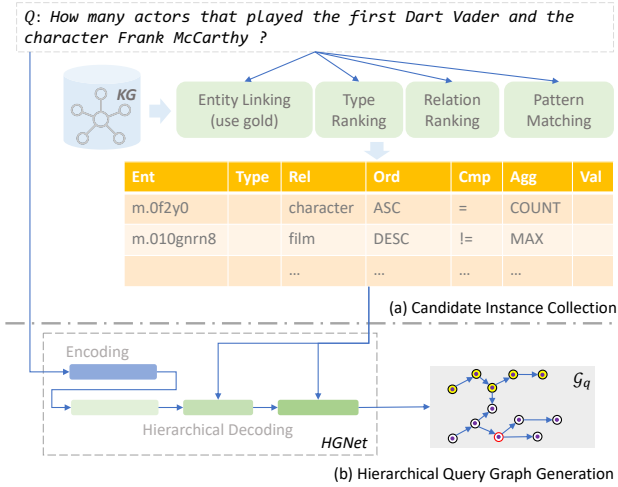 Q: How many actors that played the first Dart Vader and the
character Frank McCarthy ?
KG
Entity Linking
(use gold)
Type
Ranking
Relation
Ranking
Pattern
Matching
Ent Type Rel Ord Cmp Agg Val
m.0f2y0 character ASC = COUNT
m.010gnrn8 film DESC != MAX
... ... ... ...
(a) Candidate Instance Collection
Encoding
Hierarchical Decoding
HGNet
𝒢q
(b) Hierarchical Query Graph Generation